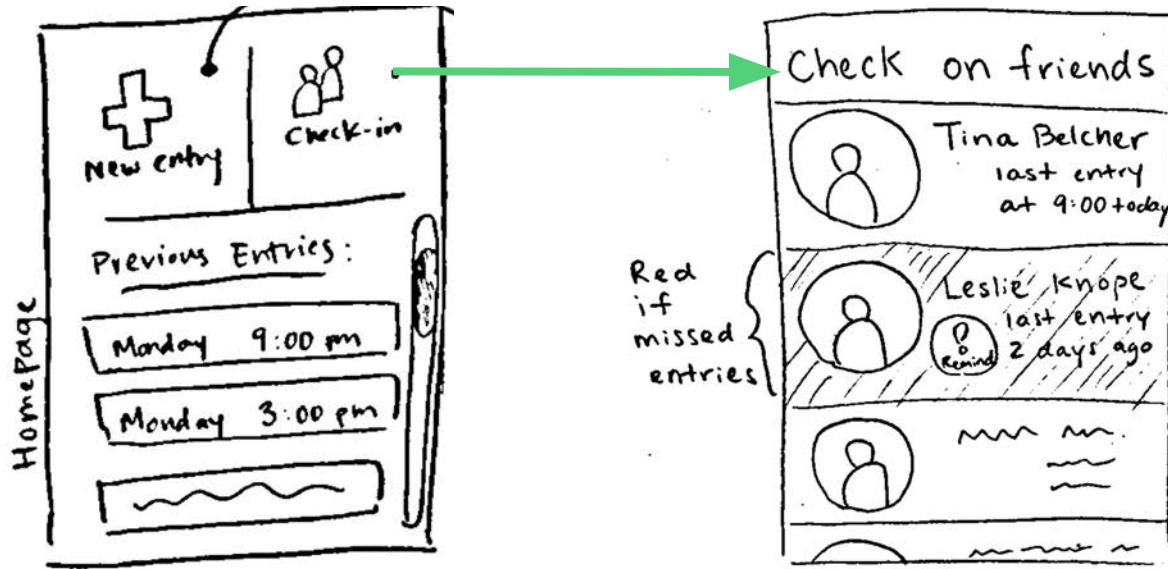 Homepage
New entry
Check-in
Previous Entries:
Monday 9:00 pm
Monday 3:00 pm
Check on friends
Tina Belcher
last entry
at 9:00 today
Red
if
missed
entries
Leslie Knope
last entry
2 days ago
Remind